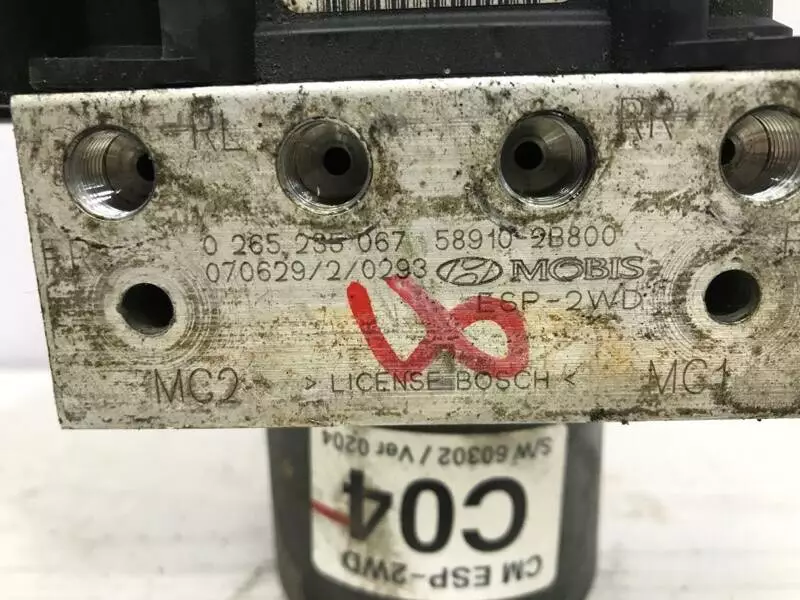 RL RR
0 265 235 067 58910-2B800
FR
070629/2/0293 MOBIS
ESP-2WD
MC2 > LICENSE BOSCH < MC1
CM ESP-2WD
C04
S/W 60302 / Ver 0204